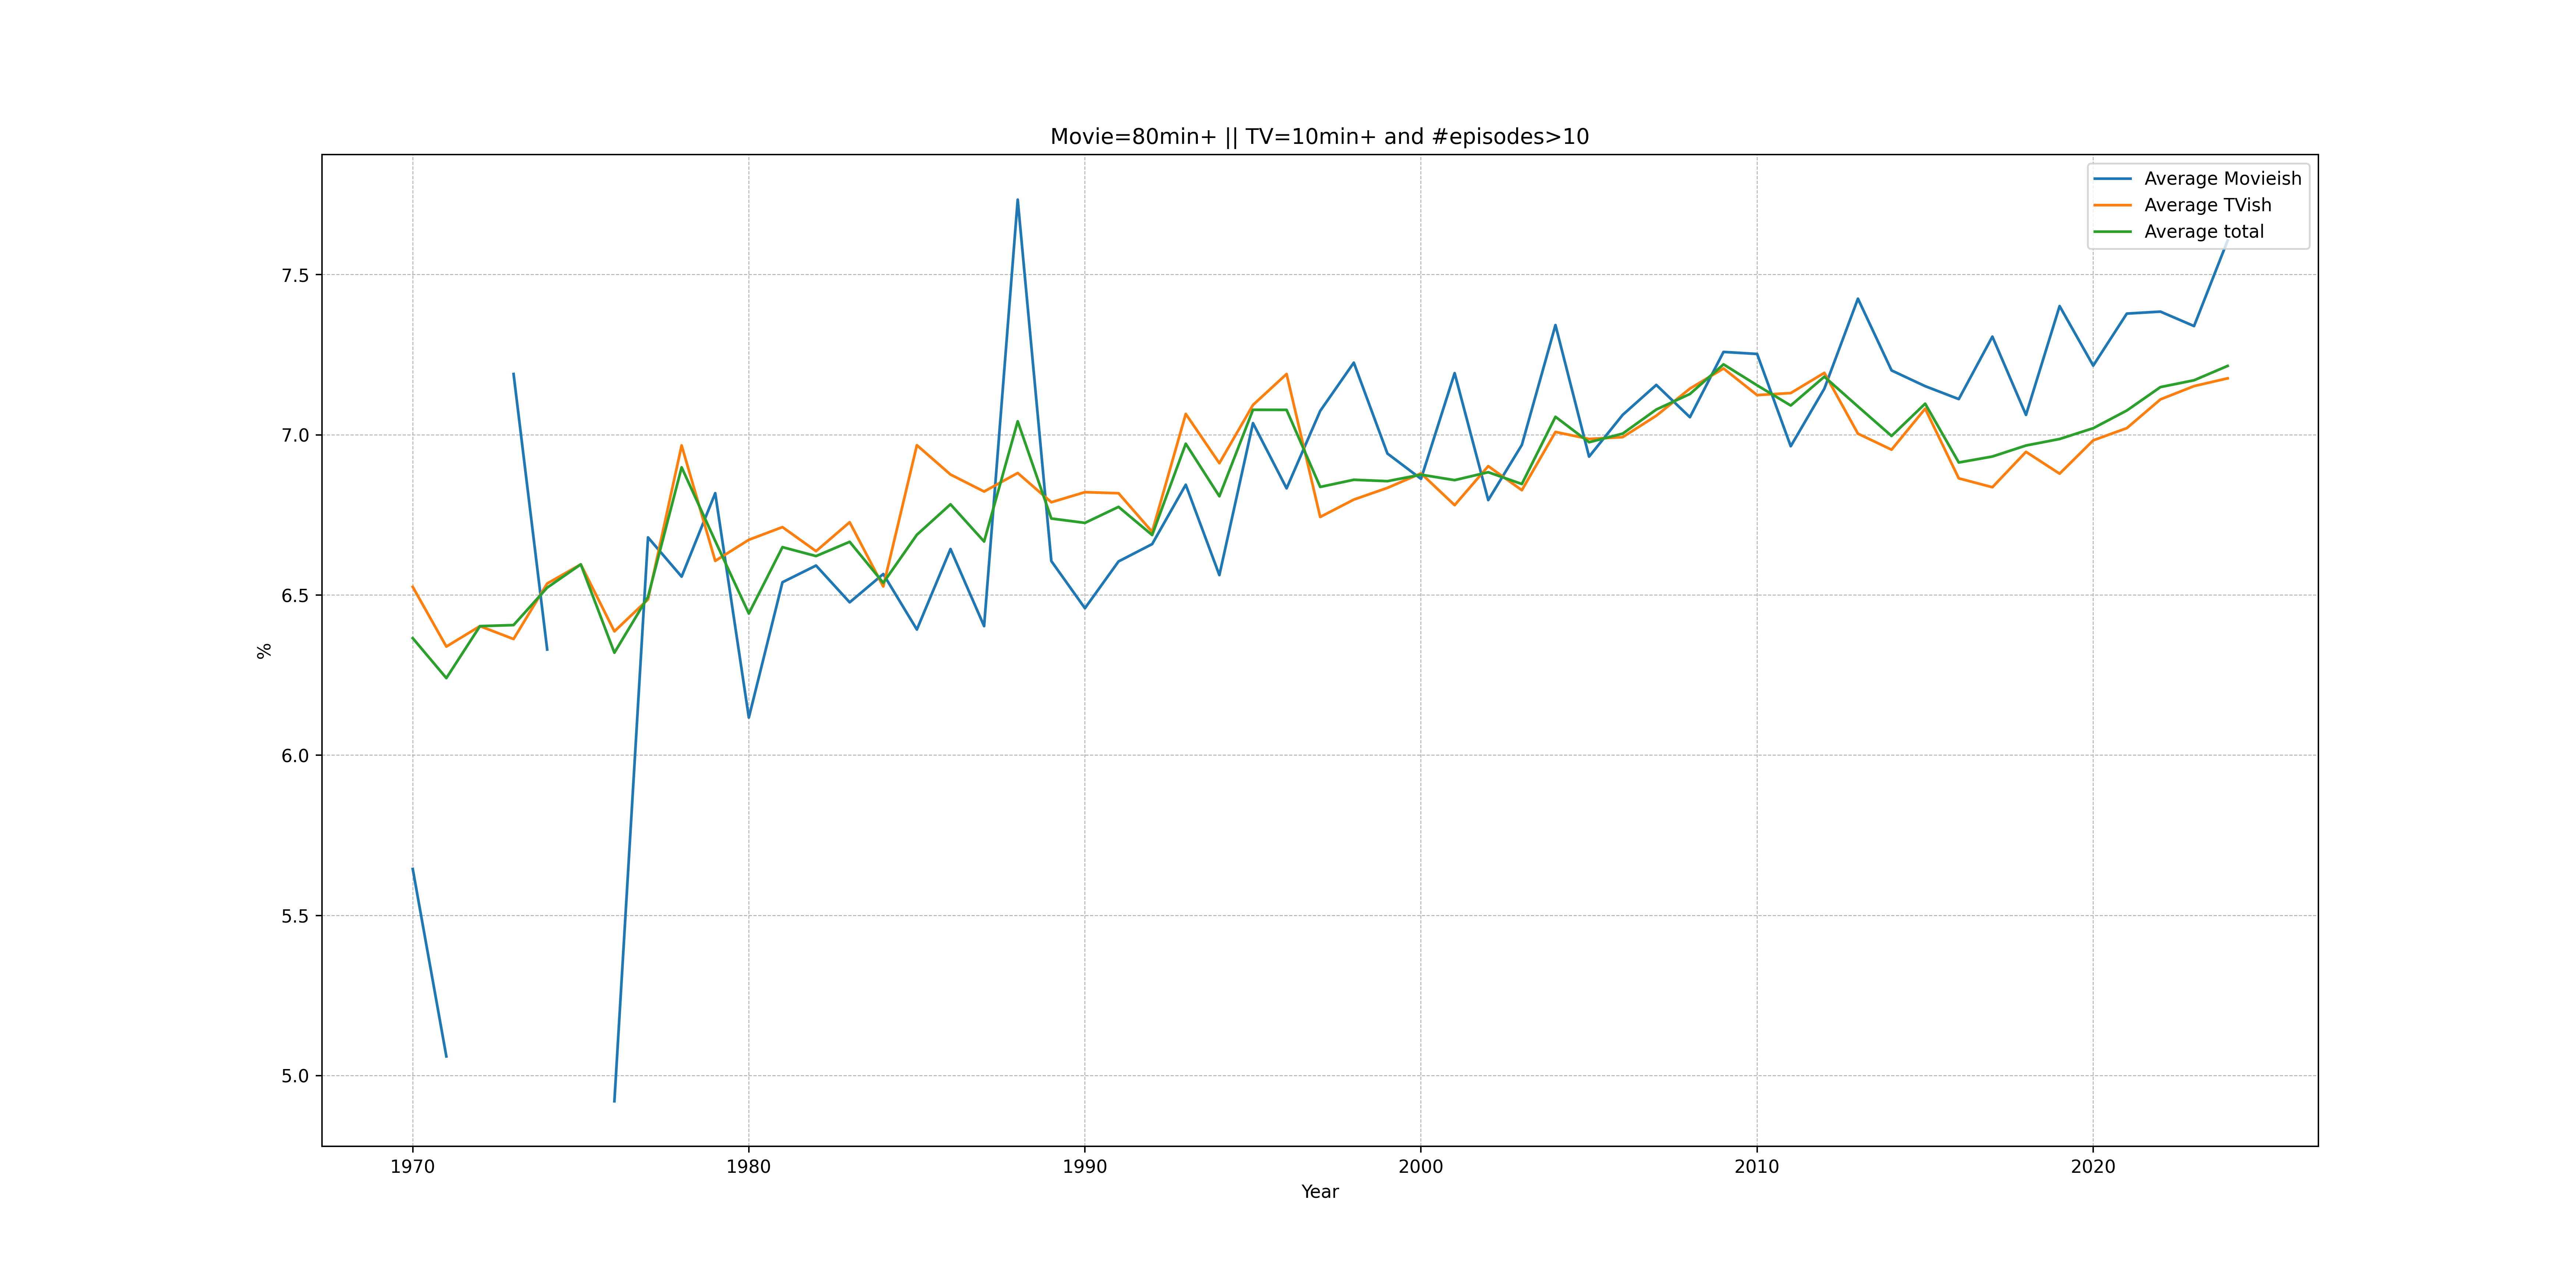 Movie=80min+ || TV=10min+ and #episodes>10
Average Movieish
Average TVish
Average total
7.5
7.0
6.5
6.0
5.5
5.0
%
1970
1980
1990
2000
2010
2020
Year